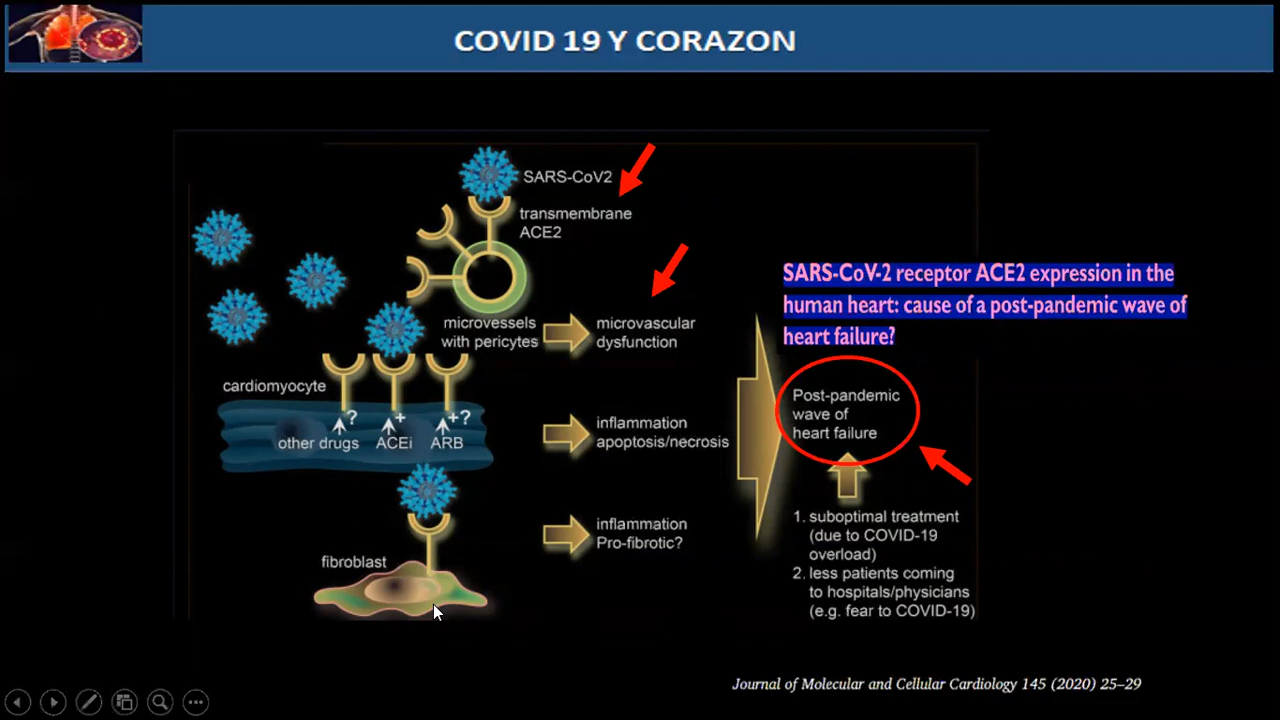 COVID 19 Y CORAZON
SARS-CoV2
transmembrane
ACE2
microvessels
with pericytes
microvascular
dysfunction
cardiomyocyte
?
+
+?
other drugs
ACEi
ARB
inflammation
apoptosis/necrosis
fibroblast
inflammation
Pro-fibrotic?
SARS-CoV-2 receptor ACE2 expression in the
human heart: cause of a post-pandemic wave of
heart failure?
Post-pandemic
wave of
heart failure
1. suboptimal treatment
(due to COVID-19
overload)
2. less patients coming
to hospitals/physicians
(e.g. fear to COVID-19)
Journal of Molecular and Cellular Cardiology 145 (2020) 25–29